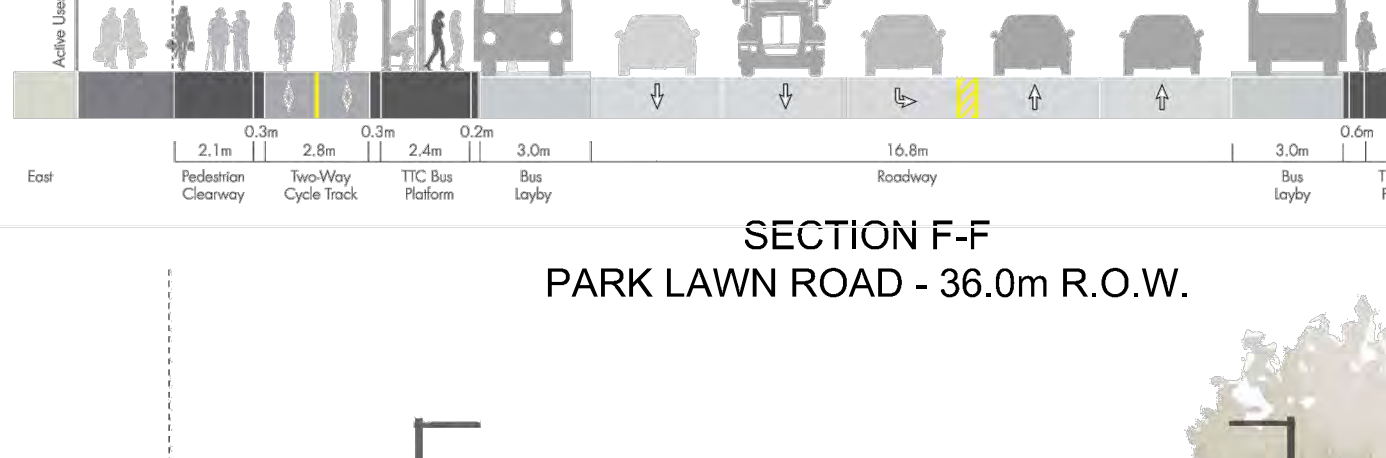 Active Uses
0.3m
0.3m
0.2m
0.6m
2.1m
2.8m
2.4m
3.0m
16.8m
3.0m
East
Pedestrian
Clearway
Two-Way
Cycle Track
TTC Bus
Platform
Bus
Layby
Roadway
Bus
Layby
SECTION F-F
PARK LAWN ROAD - 36.0m R.O.W.